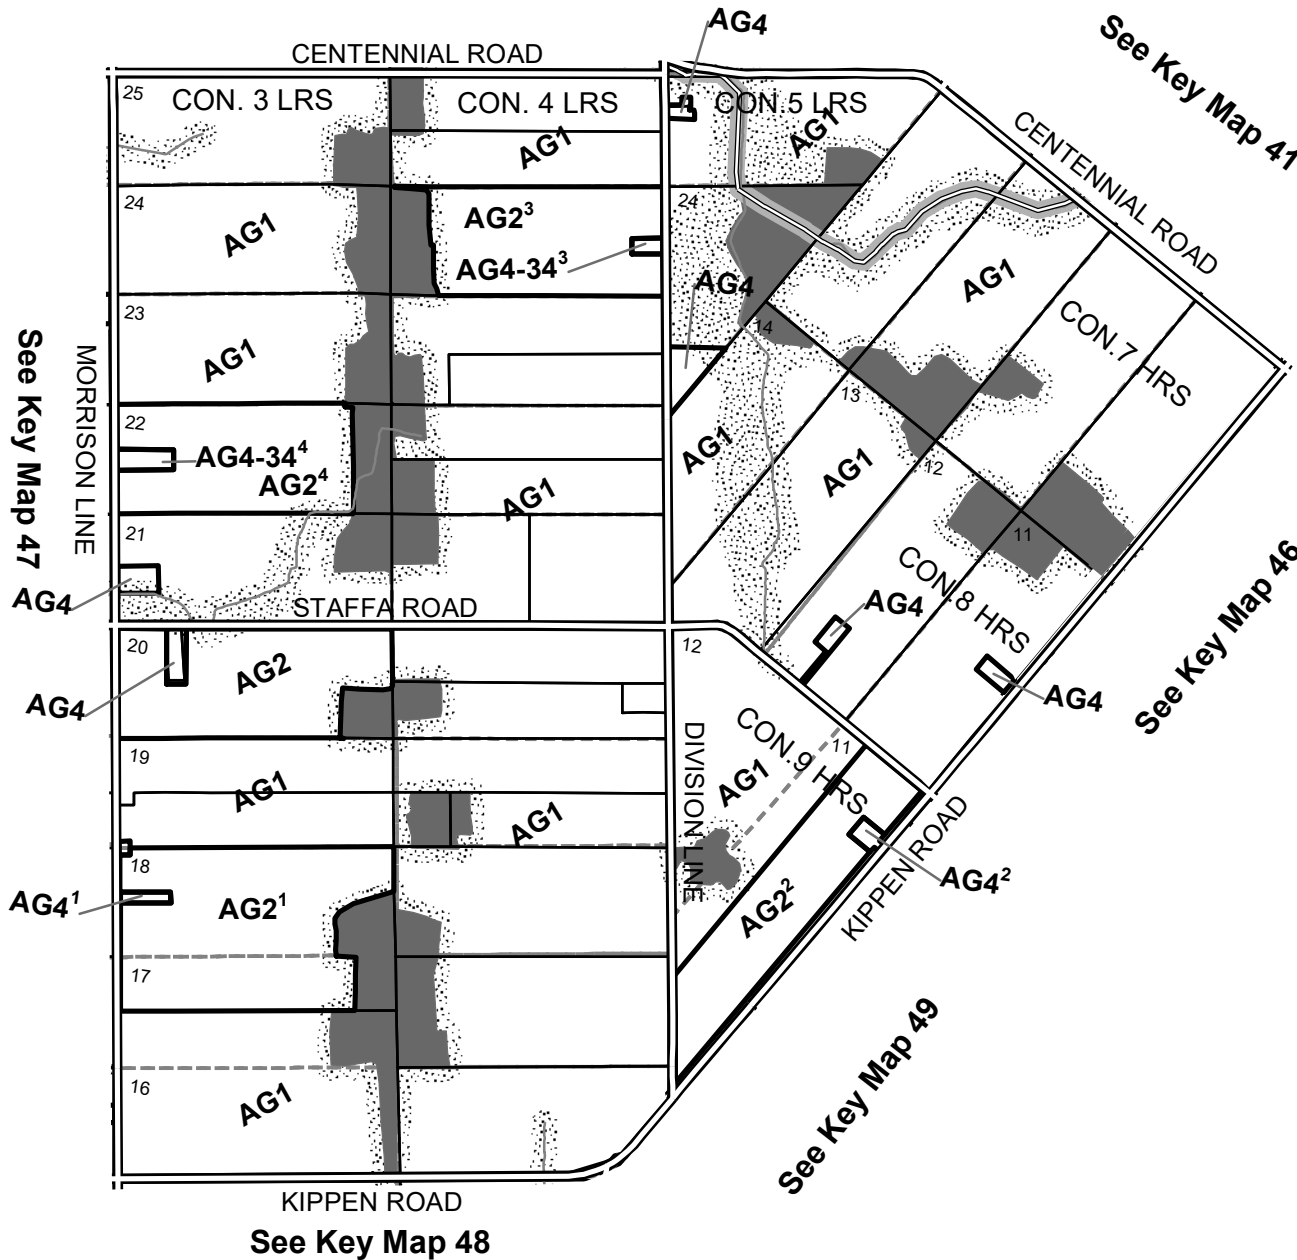 AG4
See Key Map 41
CENTENNIAL ROAD
25
CON. 3 LRS
CON. 4 LRS
CON.5 LRS
CENTENNIAL ROAD
AG1
AG1
24
AG1
AG2³
AG4-34³
24
AG4
AG1
CON.7 HRS
23
AG1
14
13
12
11
See Key Map 47
MORRISON LINE
22
AG4-34⁴
AG2⁴
AG1
AG1
AG1
21
AG4
STAFFA ROAD
CON.8 HRS
AG4
AG4
See Key Map 46
20
AG2
AG4
12
DIVISION LINE
CON.9 HRS
11
AG1
19
AG1
AG1
18
AG4¹
AG2¹
AG2²
AG4²
KIPPEN ROAD
17
16
AG1
See Key Map 49
KIPPEN ROAD
See Key Map 48